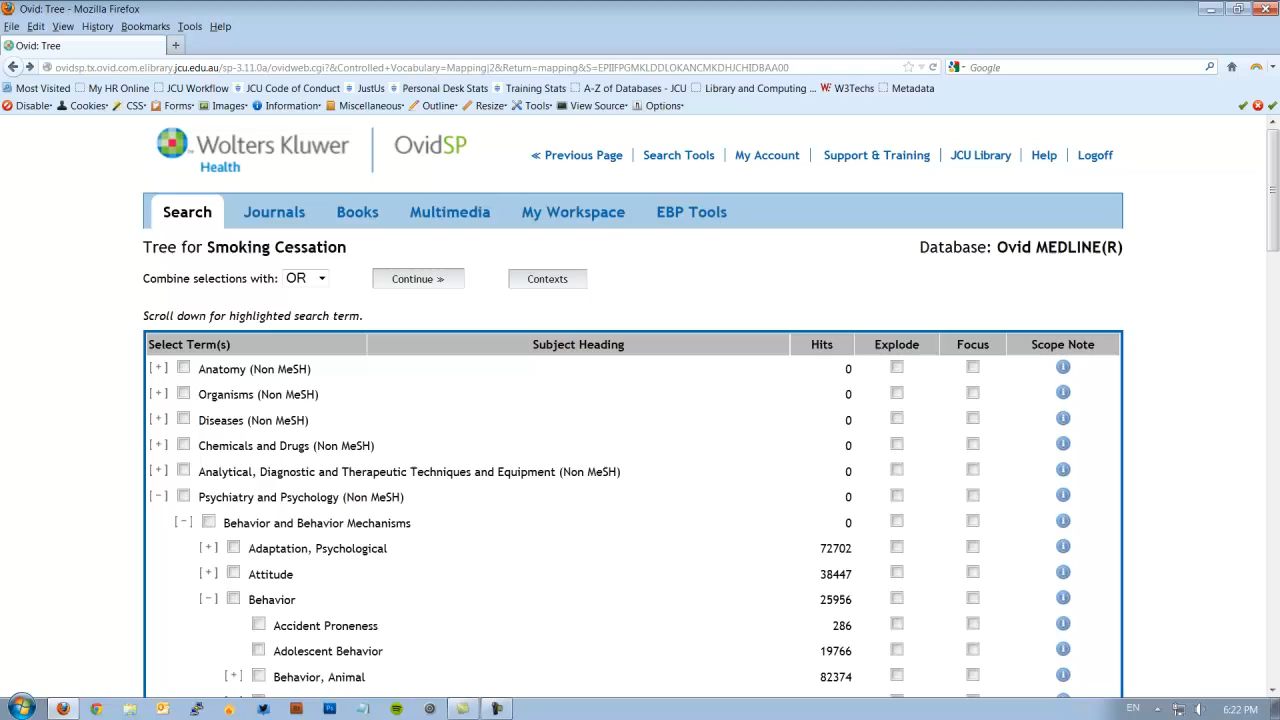 Ovid: Tree - Mozilla Firefox
File Edit View History Bookmarks Tools Help
Ovid: Tree +
ovidsp.tx.ovid.com.elibrary.jcu.edu.au/sp-3.11.0a/ovidweb.cgi?&Controlled+Vocabulary=Mapping|2&Return=mapping&S=EPIIFPGMKLDDLOKANCMKDHJCHIDBAA00 Google
Most Visited My HR Online JCU Workflow JCU Code of Conduct JustUs Personal Desk Stats Training Stats A-Z of Databases - JCU Library and Computing ... W3Techs Metadata
Disable Cookies CSS Forms Images Information Miscellaneous Outline Resize Tools View Source Options
Wolters Kluwer OvidSP
Health
« Previous Page Search Tools My Account Support & Training JCU Library Help Logoff
Search Journals Books Multimedia My Workspace EBP Tools
Tree for Smoking Cessation Database: Ovid MEDLINE(R)
Combine selections with: OR Continue » Contexts
Scroll down for highlighted search term.
Select Term(s) Subject Heading Hits Explode Focus Scope Note
[+] Anatomy (Non MeSH) 0
[+] Organisms (Non MeSH) 0
[+] Diseases (Non MeSH) 0
[+] Chemicals and Drugs (Non MeSH) 0
[+] Analytical, Diagnostic and Therapeutic Techniques and Equipment (Non MeSH) 0
[-] Psychiatry and Psychology (Non MeSH) 0
[-] Behavior and Behavior Mechanisms 0
[+] Adaptation, Psychological 72702
[+] Attitude 38447
[-] Behavior 25956
Accident Proneness 286
Adolescent Behavior 19766
[+] Behavior, Animal 82374
EN 6:22 PM